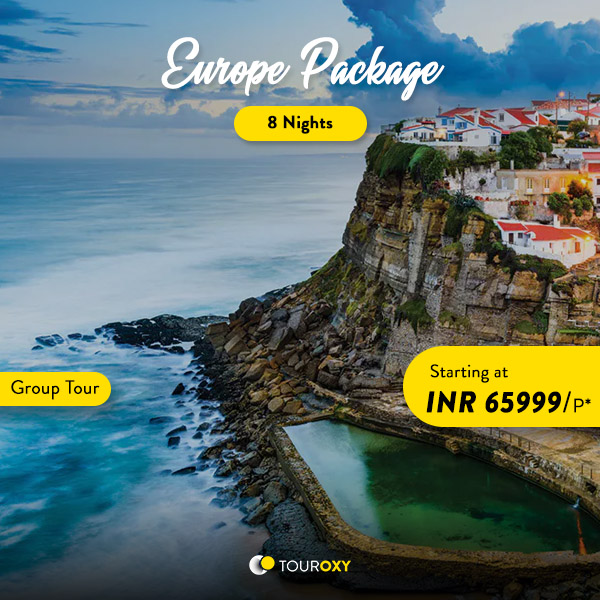 Europe Package
8 Nights
Group Tour
Starting at
INR 65999/P*
TOUROXY